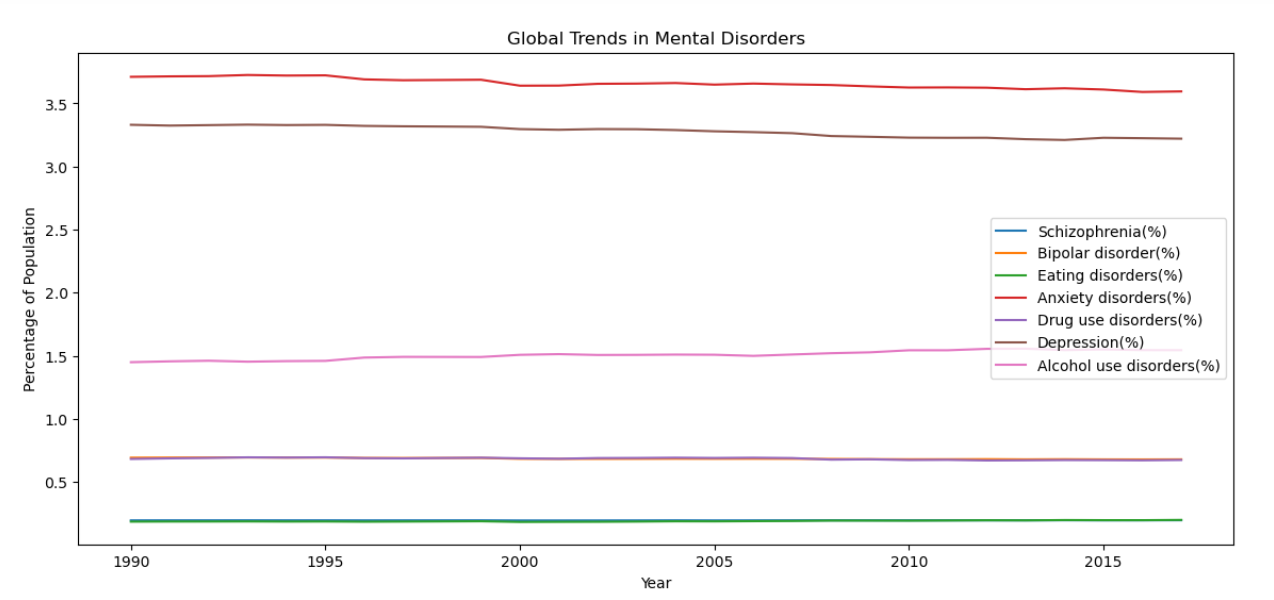 Global Trends in Mental Disorders
Percentage of Population
3.5
3.0
2.5
2.0
1.5
1.0
0.5
Schizophrenia(%)
Bipolar disorder(%)
Eating disorders(%)
Anxiety disorders(%)
Drug use disorders(%)
Depression(%)
Alcohol use disorders(%)
1990 1995 2000 2005 2010 2015
Year